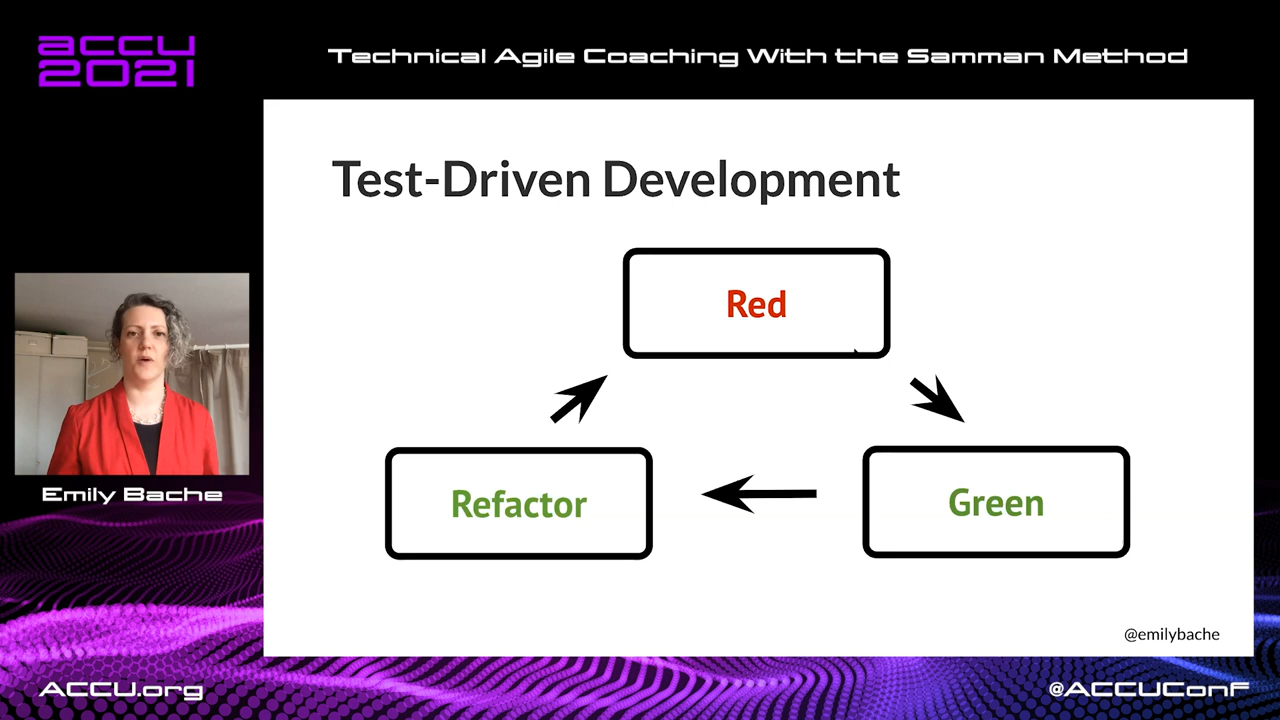 accu
2021
Technical Agile Coaching With the Samman Method
Test-Driven Development
Red
Refactor
Green
Emily Bache
@emilybache
ACCU.org
@ACCUConf